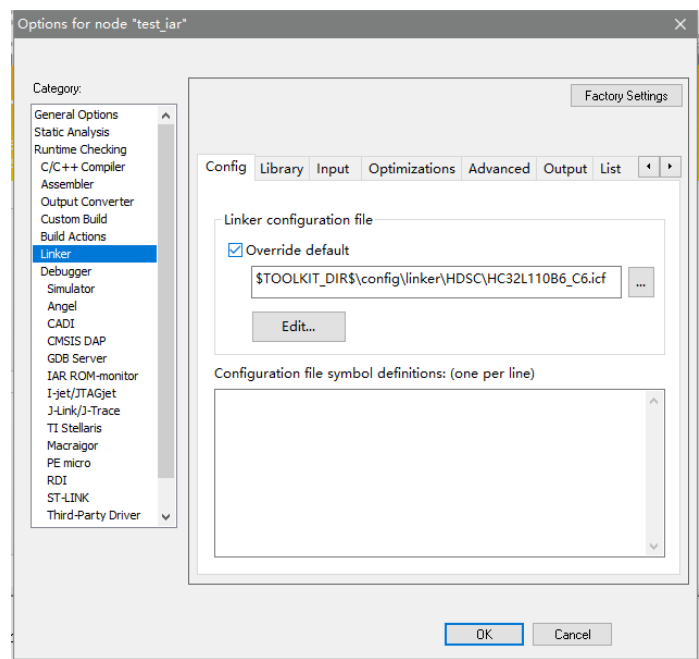 Options for node "test_iar"
Category:
Factory Settings
General Options
Static Analysis
Runtime Checking
C/C++ Compiler
Assembler
Output Converter
Custom Build
Build Actions
Linker
Debugger
Simulator
Angel
CADI
CMSIS DAP
GDB Server
IAR ROM-monitor
I-jet/JTAGjet
J-Link/J-Trace
TI Stellaris
Macraigor
PE micro
RDI
ST-LINK
Third-Party Driver
Config Library Input Optimizations Advanced Output List
Linker configuration file
Override default
$TOOLKIT_DIR$\config\linker\HDSC\HC32L110B6_C6.icf
...
Edit...
Configuration file symbol definitions: (one per line)
OK Cancel